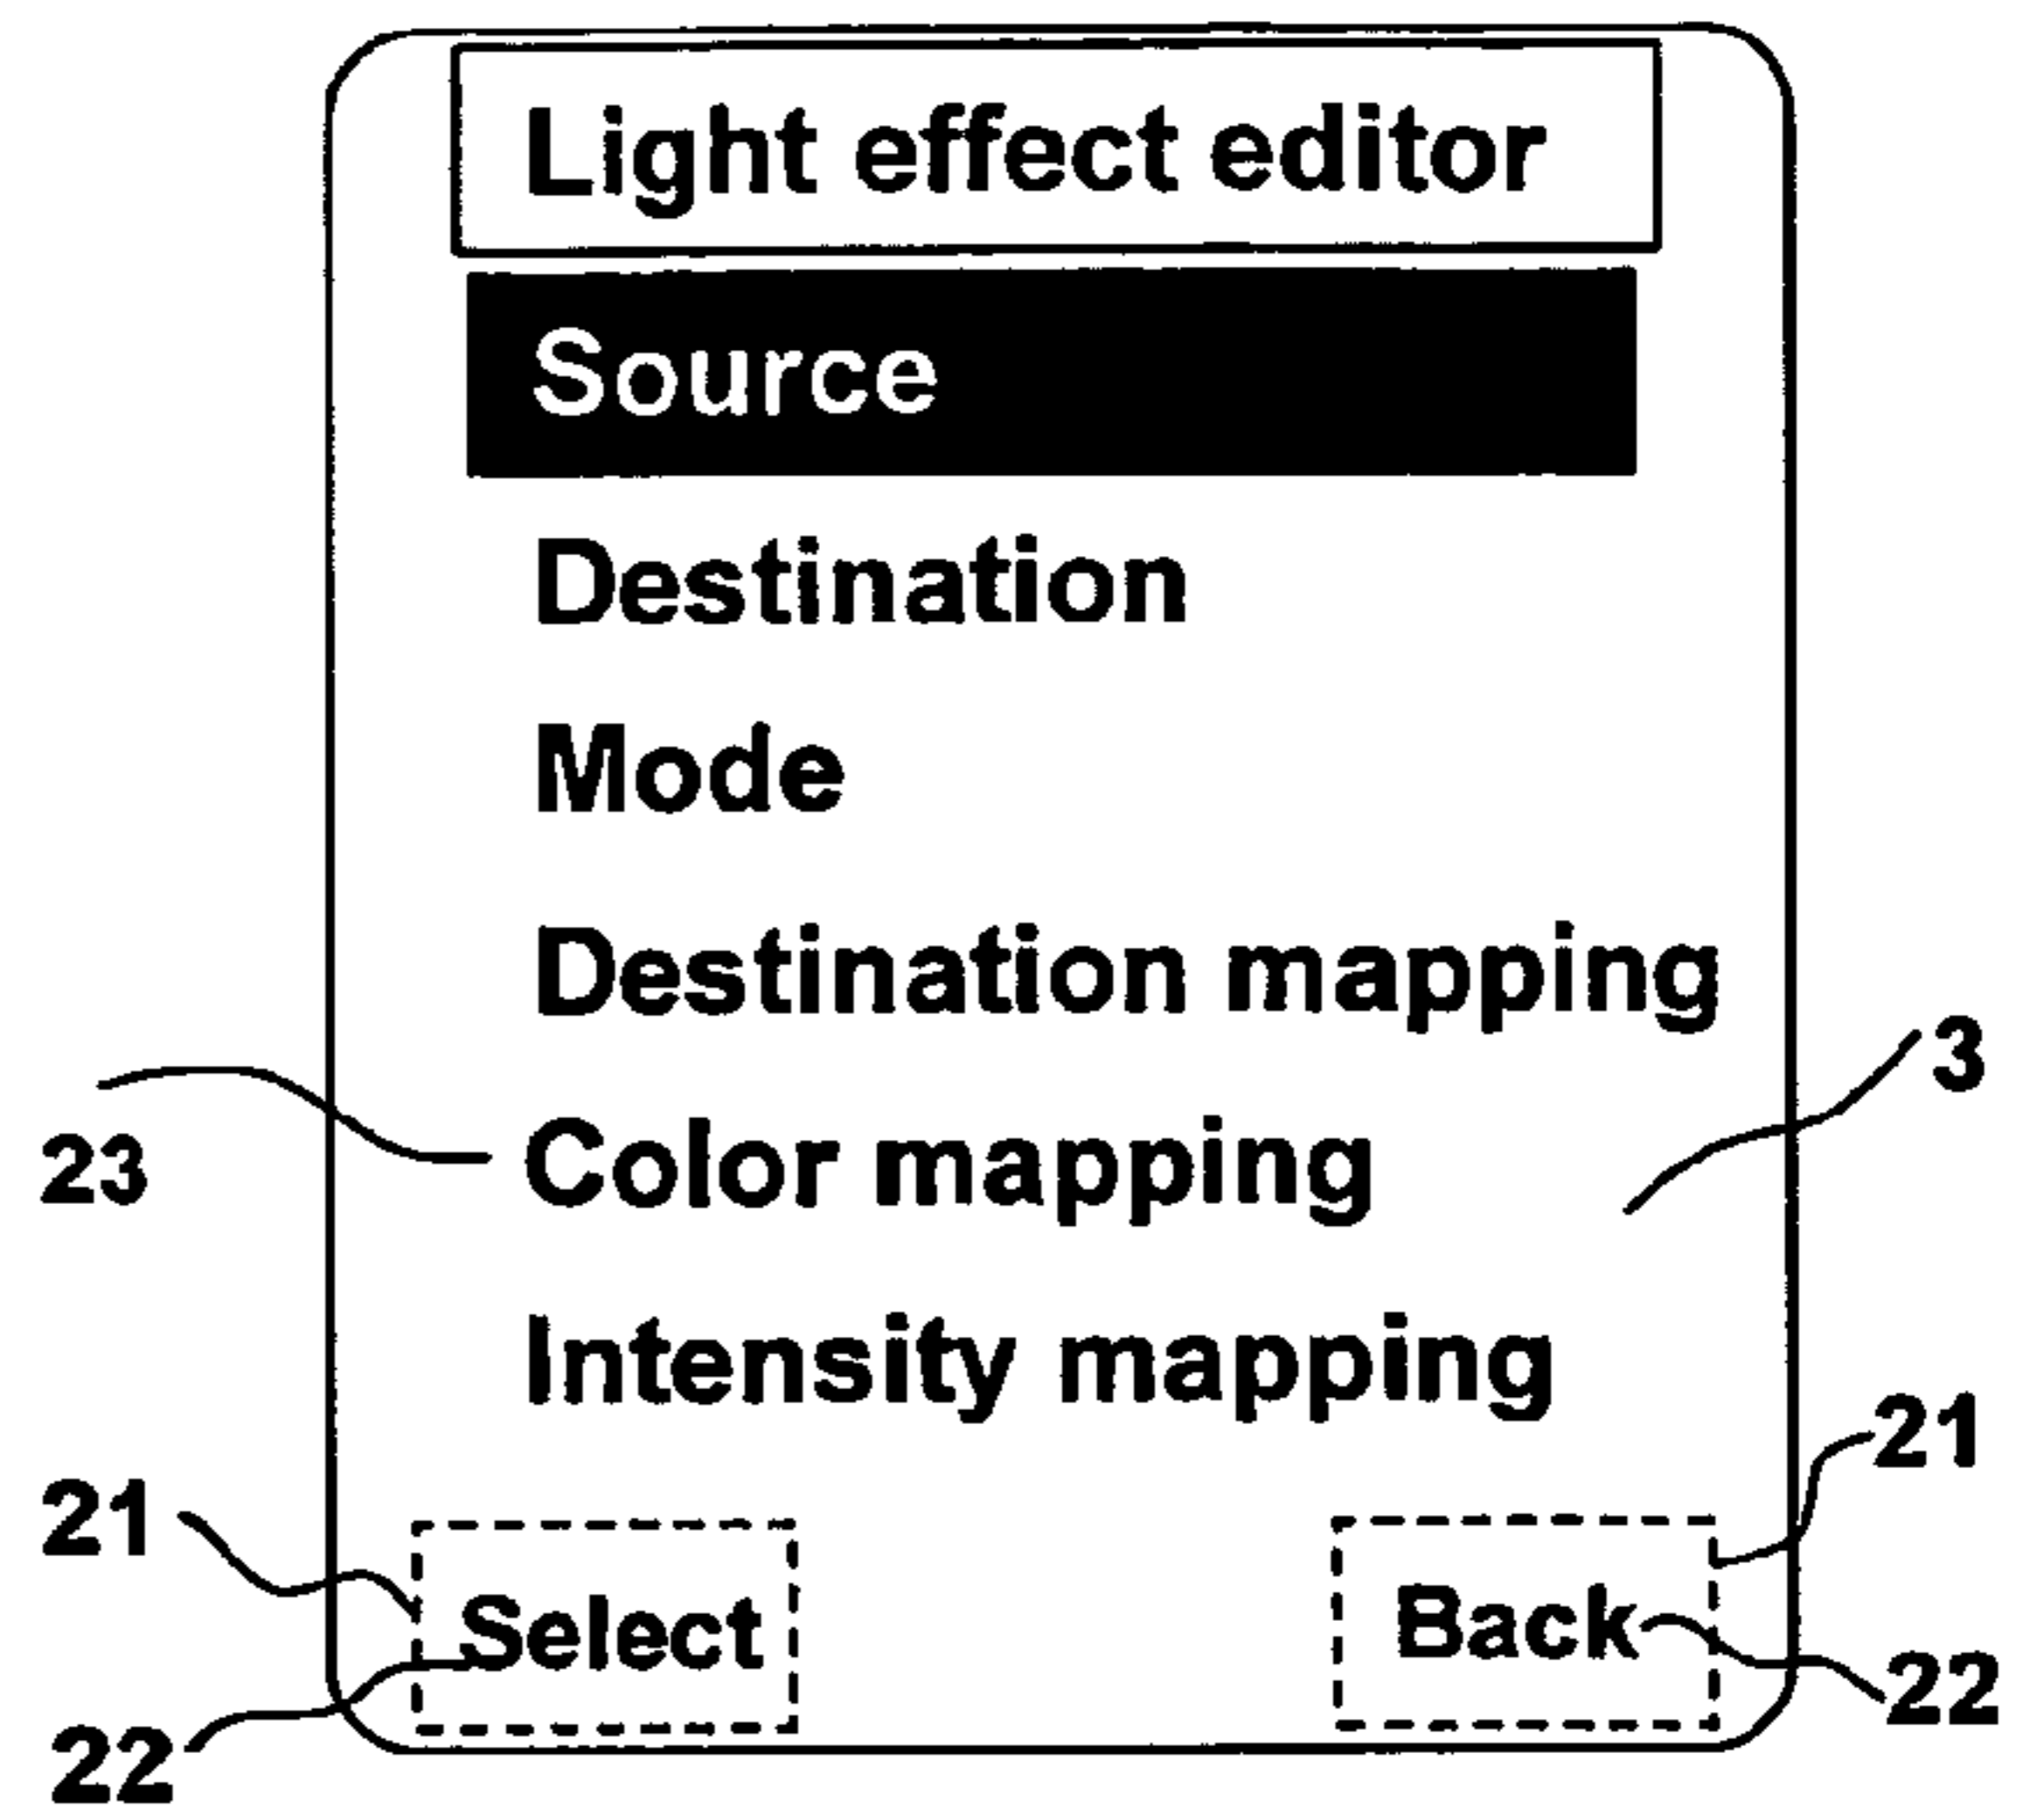 Light effect editor
Source
Destination
Mode
Destination mapping
3
23
Color mapping
Intensity mapping
21
21
Select
Back
22
22